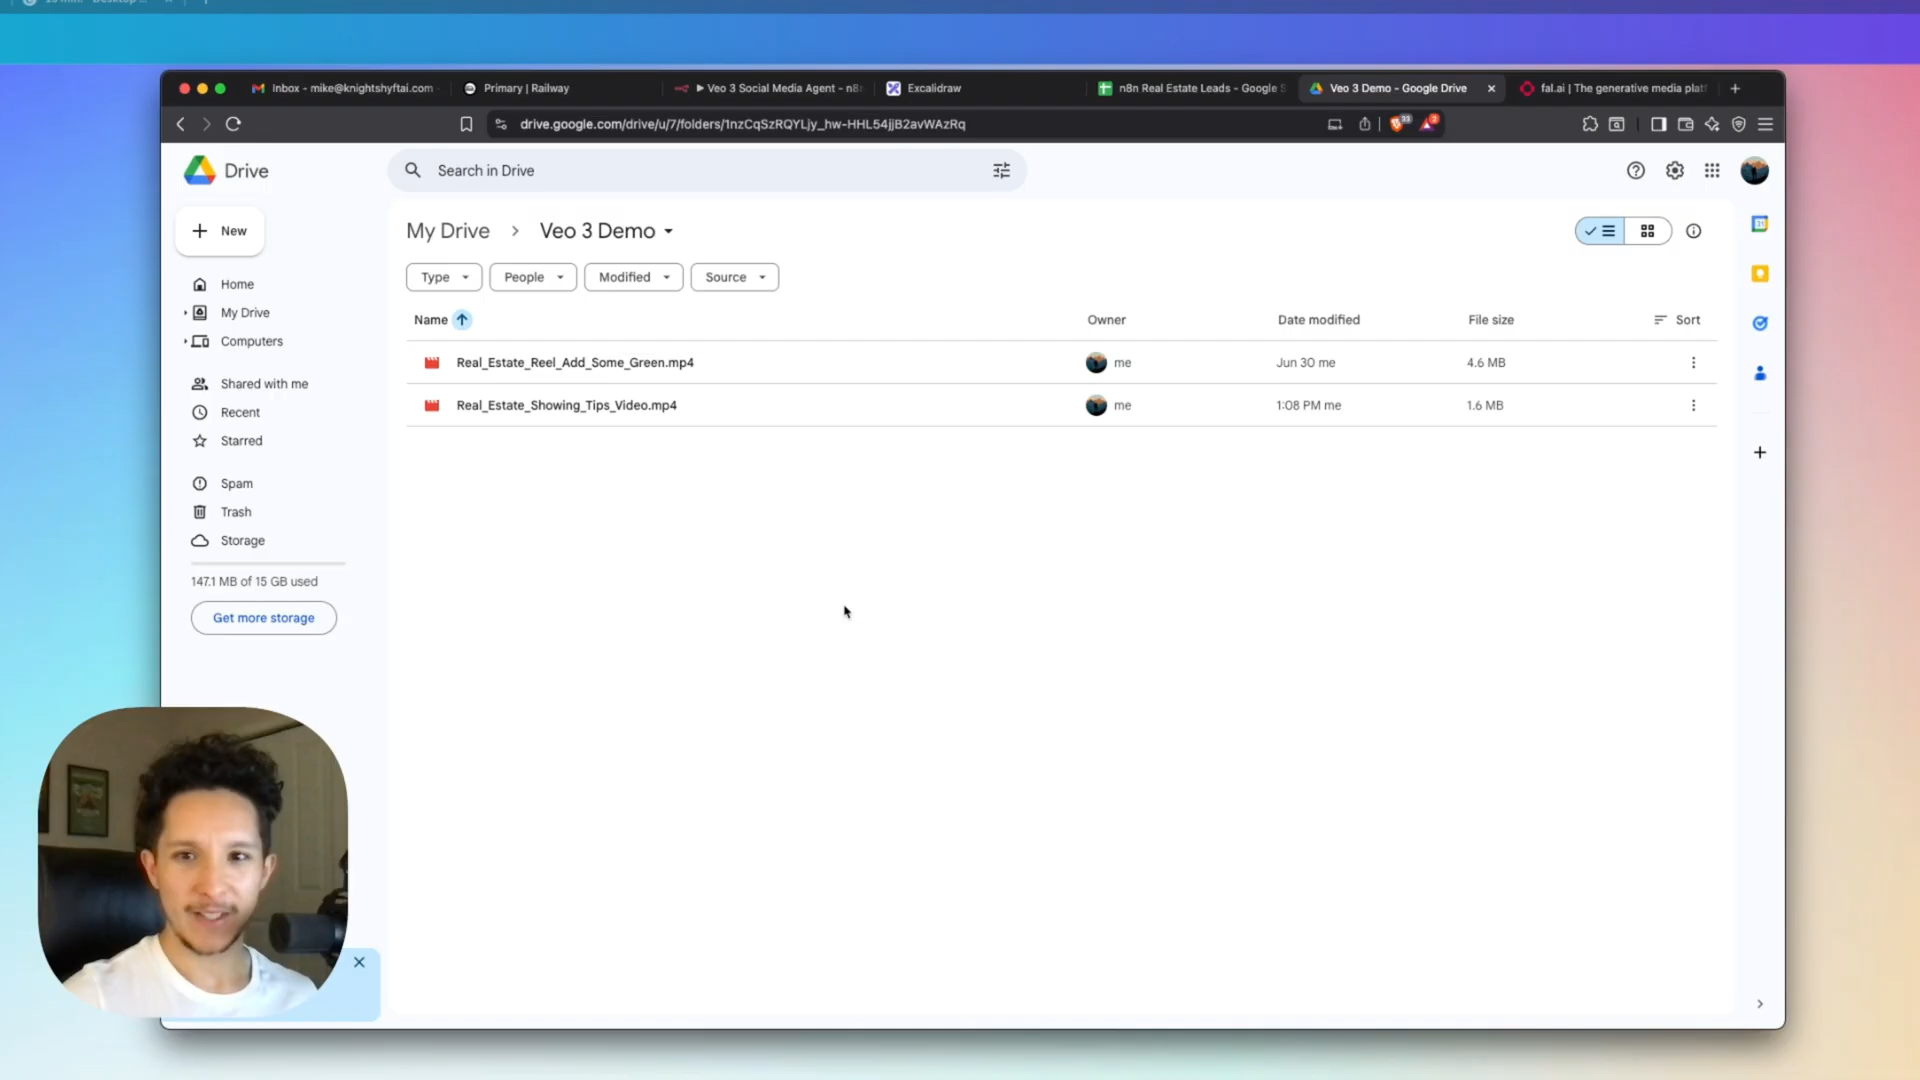 Inbox - mike@knightshyftai.com
Primary | Railway
Veo 3 Social Media Agent - n8n
Excalidraw
n8n Real Estate Leads - Google S
Veo 3 Demo - Google Drive
fal.ai | The generative media plat
drive.google.com/drive/u/7/folders/1nzCqSzRQYLjy_hw-HHL54jjB2avWAzRq
33
3
Drive
Search in Drive
New
My Drive
Veo 3 Demo
31
Type
People
Modified
Source
Home
My Drive
Computers
Shared with me
Recent
Starred
Spam
Trash
Storage
147.1 MB of 15 GB used
Get more storage
Name
Owner
Date modified
File size
Sort
Real_Estate_Reel_Add_Some_Green.mp4
me
Jun 30 me
4.6 MB
Real_Estate_Showing_Tips_Video.mp4
me
1:08 PM me
1.6 MB